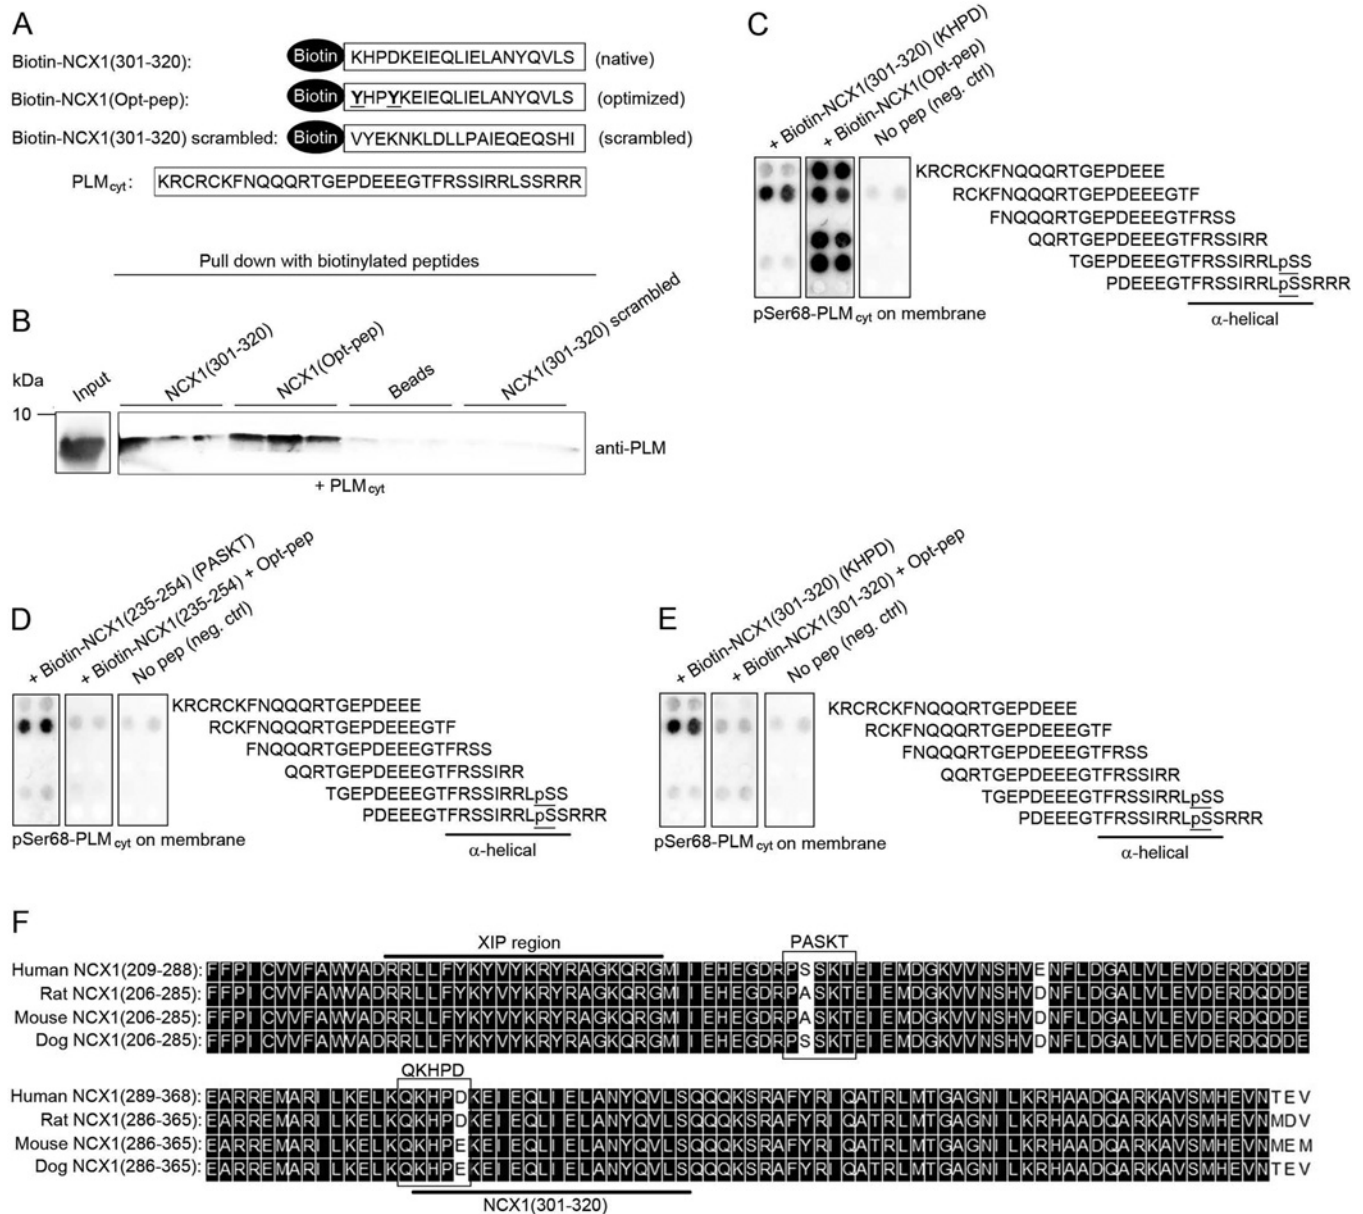 A
Biotin-NCX1(301-320): Biotin KHPDKEIEQLIELANYQVLS (native)
Biotin-NCX1(Opt-pep): Biotin YHPYKEIEQLIELANYQVLS (optimized)
Biotin-NCX1(301-320) scrambled: Biotin VYEKNKLDLLPAIEQEQSHI (scrambled)
PLMcyt: KRCRCKFNQQQRTGEPDEEEGTFRSSIRRLSSRRR
Pull down with biotinylated peptides
B
kDa
10
Input
NCX1(301-320)
NCX1(Opt-pep)
Beads
NCX1(301-320) scrambled
anti-PLM
+ PLMcyt
C
+ Biotin-NCX1(301-320) (KHPD)
+ Biotin-NCX1(Opt-pep)
No pep (neg. ctrl)
KRCRCKFNQQQRTGEPDEEE
RCKFNQQQRTGEPDEEEGTF
FNQQQRTGEPDEEEGTFRSS
QQRTGEPDEEEGTFRSSIRR
TGEPDEEEGTFRSSIRRLpSS
PDEEEGTFRSSIRRLpSSRRR
pSer68-PLMcyt on membrane
α-helical
D
+ Biotin-NCX1(235-254) (PASKT)
+ Biotin-NCX1(235-254) + Opt-pep
No pep (neg. ctrl)
KRCRCKFNQQQRTGEPDEEE
RCKFNQQQRTGEPDEEEGTF
FNQQQRTGEPDEEEGTFRSS
QQRTGEPDEEEGTFRSSIRR
TGEPDEEEGTFRSSIRRLpSS
PDEEEGTFRSSIRRLpSSRRR
pSer68-PLMcyt on membrane
α-helical
E
+ Biotin-NCX1(301-320) (KHPD)
+ Biotin-NCX1(301-320) + Opt-pep
No pep (neg. ctrl)
KRCRCKFNQQQRTGEPDEEE
RCKFNQQQRTGEPDEEEGTF
FNQQQRTGEPDEEEGTFRSS
QQRTGEPDEEEGTFRSSIRR
TGEPDEEEGTFRSSIRRLpSS
PDEEEGTFRSSIRRLpSSRRR
pSer68-PLMcyt on membrane
α-helical
F
XIP region
PASKT
Human NCX1(209-288): FFPICVVFAWVADRRLLFYKYVYKRYRAGKQRGMIIEHEGDRPSSKTEIEMDGKVVNSHVENFLDGALVLEVDERDQDDE
Rat NCX1(206-285): FFPICVVFAWVADRRLLFYKYVYKRYRAGKQRGMIIEHEGDRPASKTEIEMDGKVVNSHVDNFLDGALVLEVDERDQDDE
Mouse NCX1(206-285): FFPICVVFAWVADRRLLFYKYVYKRYRAGKQRGMIIEHEGDRPASKTEIEMDGKVVNSHVDNFLDGALVLEVDERDQDDE
Dog NCX1(206-285): FFPICVVFAWVADRRLLFYKYVYKRYRAGKQRGMIIEHEGDRPSSKTEIEMDGKVVNSHVDNFLDGALVLEVDERDQDDE
QKHPD
Human NCX1(289-368): EARREMARILKELKQKHPDKEIEQLIELANYQVLSQQQKSRAFYRIQATRLMTGAGNILKRHAADQARKAVSMHEVNTEV
Rat NCX1(286-365): EARREMARILKELKQKHPDKEIEQLIELANYQVLSQQQKSRAFYRIQATRLMTGAGNILKRHAADQARKAVSMHEVNMDV
Mouse NCX1(286-365): EARREMARILKELKQKHPEKEIEQLIELANYQVLSQQQKSRAFYRIQATRLMTGAGNILKRHAADQARKAVSMHEVNMEM
Dog NCX1(286-365): EARREMARILKELKQKHPEKEIEQLIELANYQVLSQQQKSRAFYRIQATRLMTGAGNILKRHAADQARKAVSMHEVNTEV
NCX1(301-320)